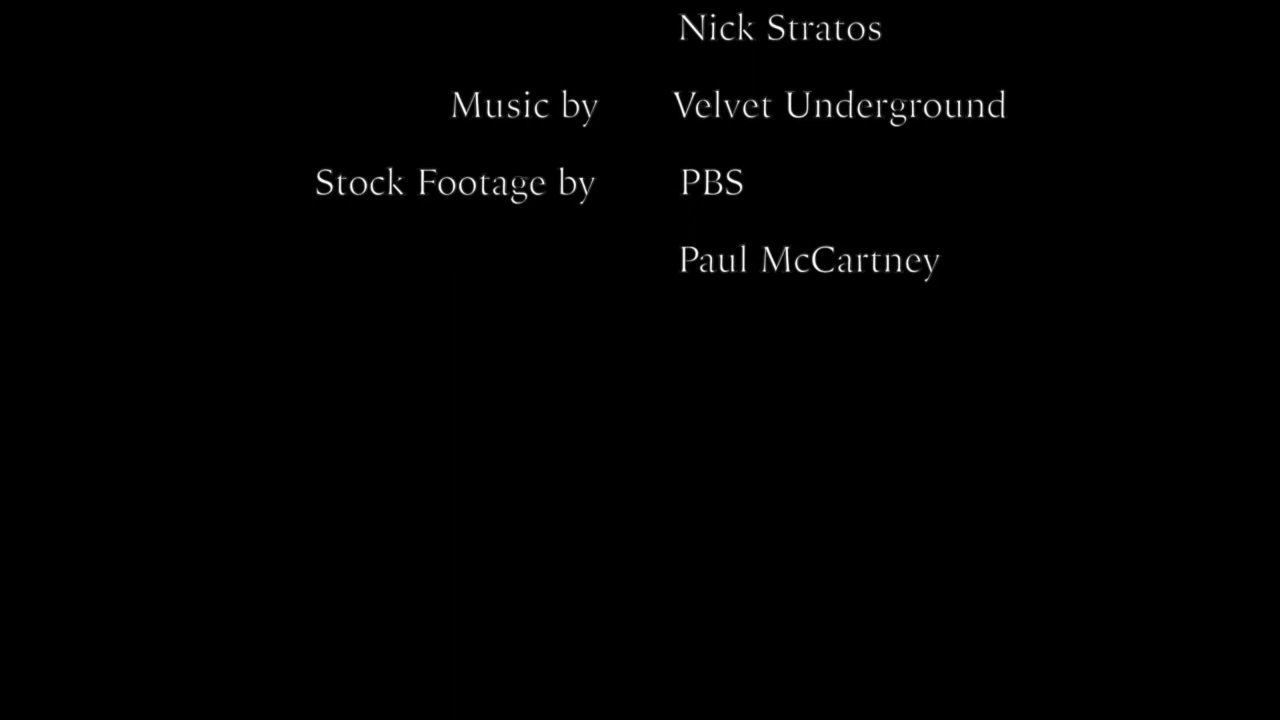 Nick Stratos
Music by Velvet Underground
Stock Footage by PBS
Paul McCartney